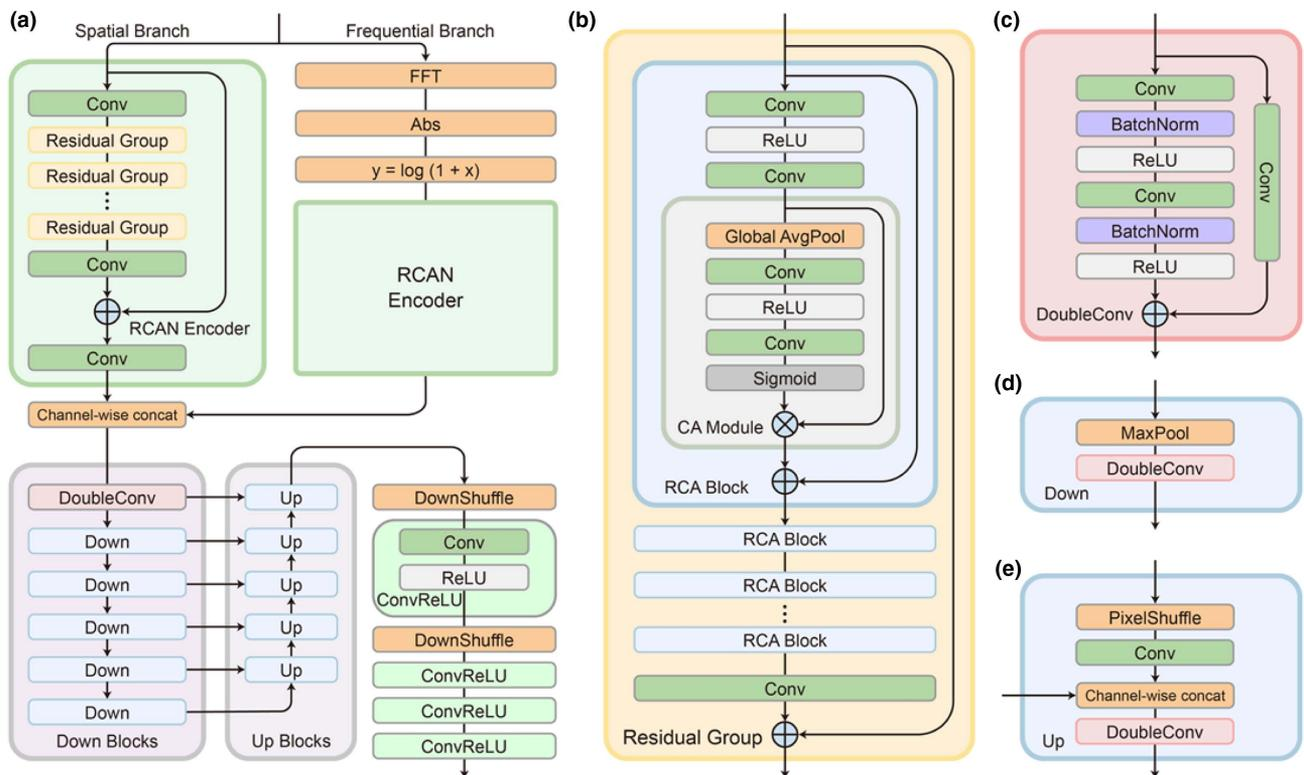 (a)
Spatial Branch
Frequential Branch
Conv
Residual Group
Residual Group
Residual Group
Conv
RCAN Encoder
Conv
FFT
Abs
y = log (1 + x)
RCAN
Encoder
Channel-wise concat
DoubleConv
Down
Down
Down
Down
Down
Down Blocks
Up
Up
Up
Up
Up
Up Blocks
DownShuffle
Conv
ReLU
ConvReLU
DownShuffle
ConvReLU
ConvReLU
ConvReLU
(b)
Conv
ReLU
Conv
Global AvgPool
Conv
ReLU
Conv
Sigmoid
CA Module
RCA Block
RCA Block
RCA Block
RCA Block
Conv
Residual Group
(c)
Conv
BatchNorm
ReLU
Conv
BatchNorm
ReLU
Conv
DoubleConv
(d)
MaxPool
DoubleConv
Down
(e)
PixelShuffle
Conv
Channel-wise concat
DoubleConv
Up